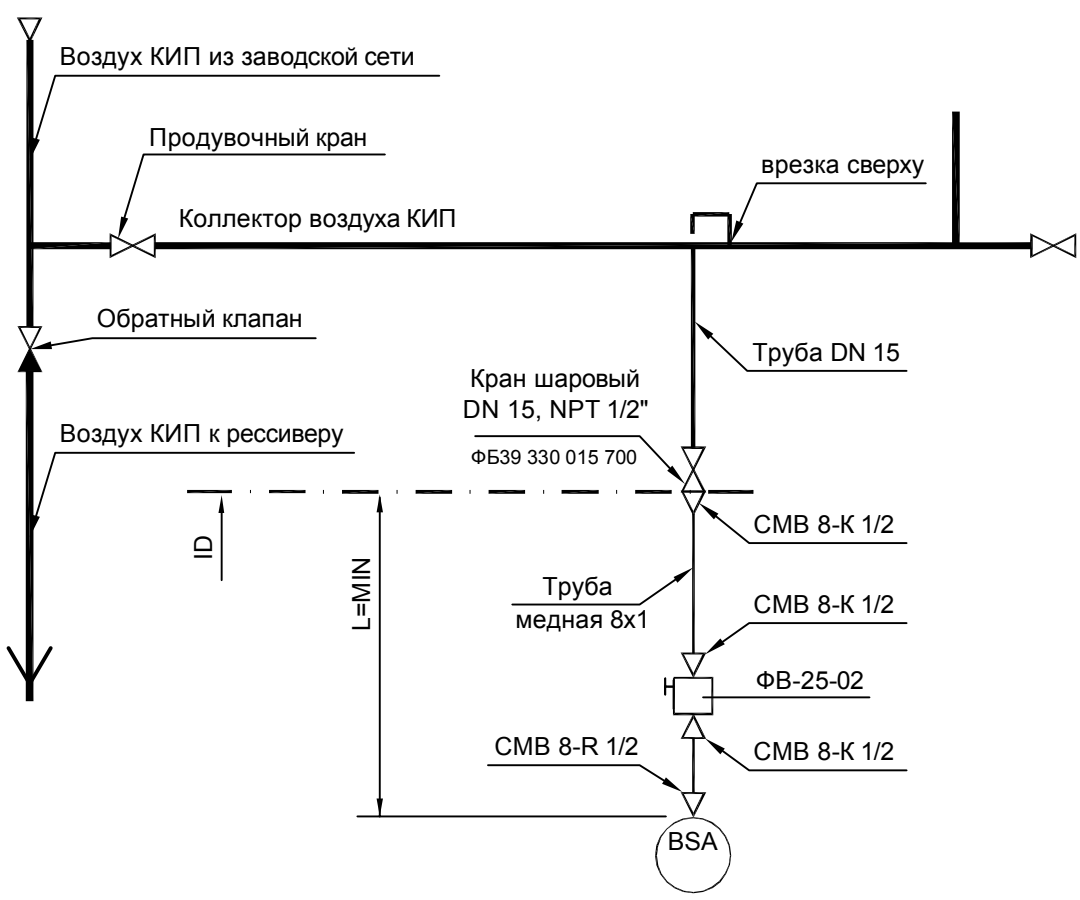 Воздух КИП из заводской сети
Продувочный кран
врезка сверху
Коллектор воздуха КИП
Обратный клапан
Труба DN 15
Кран шаровый
DN 15, NPT 1/2"
ФБ39 330 015 700
Воздух КИП к рессиверу
СМВ 8-К 1/2
ID
L=MIN
Труба
медная 8х1
СМВ 8-К 1/2
ФВ-25-02
СМВ 8-R 1/2
СМВ 8-К 1/2
BSA